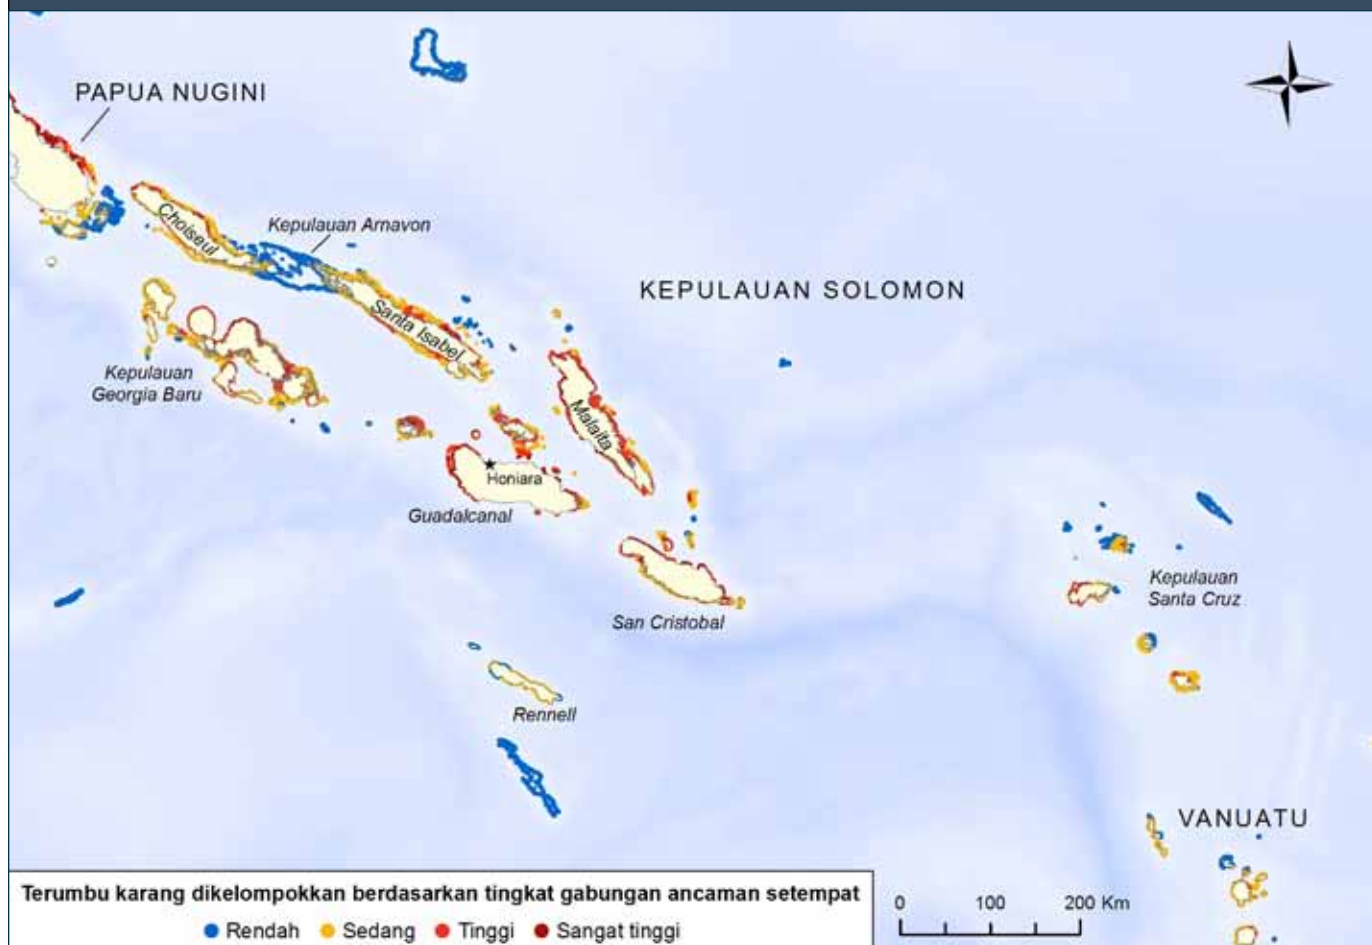 PAPUA NUGINI
Choiseul
Kepulauan Arnavon
KEPULAUAN SOLOMON
Santa Isabel
Kepulauan
Georgia Baru
Malaita
Honiara
Guadalcanal
San Cristobal
Kepulauan
Santa Cruz
Rennell
VANUATU
Terumbu karang dikelompokkan berdasarkan tingkat gabungan ancaman setempat
Rendah Sedang Tinggi Sangat tinggi
0 100 200 Km